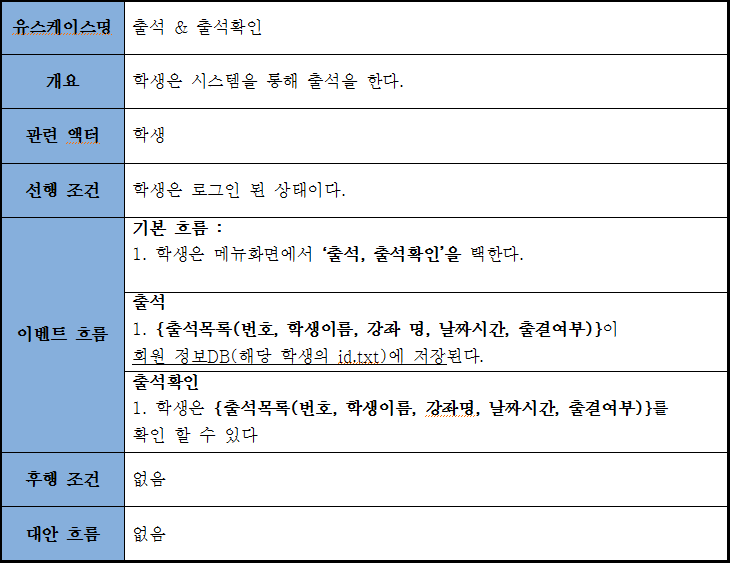 유스케이스명 출석 & 출석확인
개요 학생은 시스템을 통해 출석을 한다.
관련 액터 학생
선행 조건 학생은 로그인 된 상태이다.
이벤트 흐름
기본 흐름 :
1. 학생은 메뉴화면에서 ‘출석, 출석확인’을 백한다.
출석
1. {출석목록(번호, 학생이름, 강좌 명, 날짜시간, 출결여부)}이
회원 정보DB(해당 학생의 id.txt)에 저장된다.
출석확인
1. 학생은 {출석목록(번호, 학생이름, 강좌명, 날짜시간, 출결여부)}를
확인 할 수 있다
후행 조건 없음
대안 흐름 없음